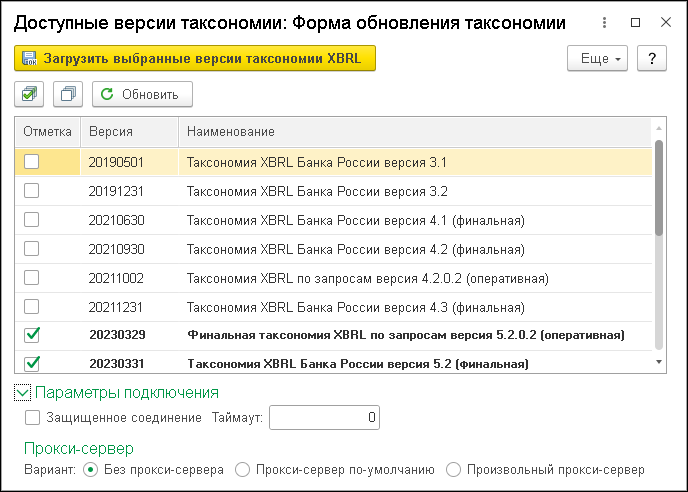 Доступные версии таксономии: Форма обновления таксономии
Загрузить выбранные версии таксономии XBRL Еще ?
Обновить
Отметка Версия Наименование
20190501 Таксономия XBRL Банка России версия 3.1
20191231 Таксономия XBRL Банка России версия 3.2
20210630 Таксономия XBRL Банка России версия 4.1 (финальная)
20210930 Таксономия XBRL Банка России версия 4.2 (финальная)
20211002 Таксономия XBRL по запросам версия 4.2.0.2 (оперативная)
20211231 Таксономия XBRL Банка России версия 4.3 (финальная)
20230329 Финальная таксономия XBRL по запросам версия 5.2.0.2 (оперативная)
20230331 Таксономия XBRL Банка России версия 5.2 (финальная)
Параметры подключения
Защищенное соединение Таймаут: 0
Прокси-сервер
Вариант: Без прокси-сервера Прокси-сервер по-умолчанию Произвольный прокси-сервер